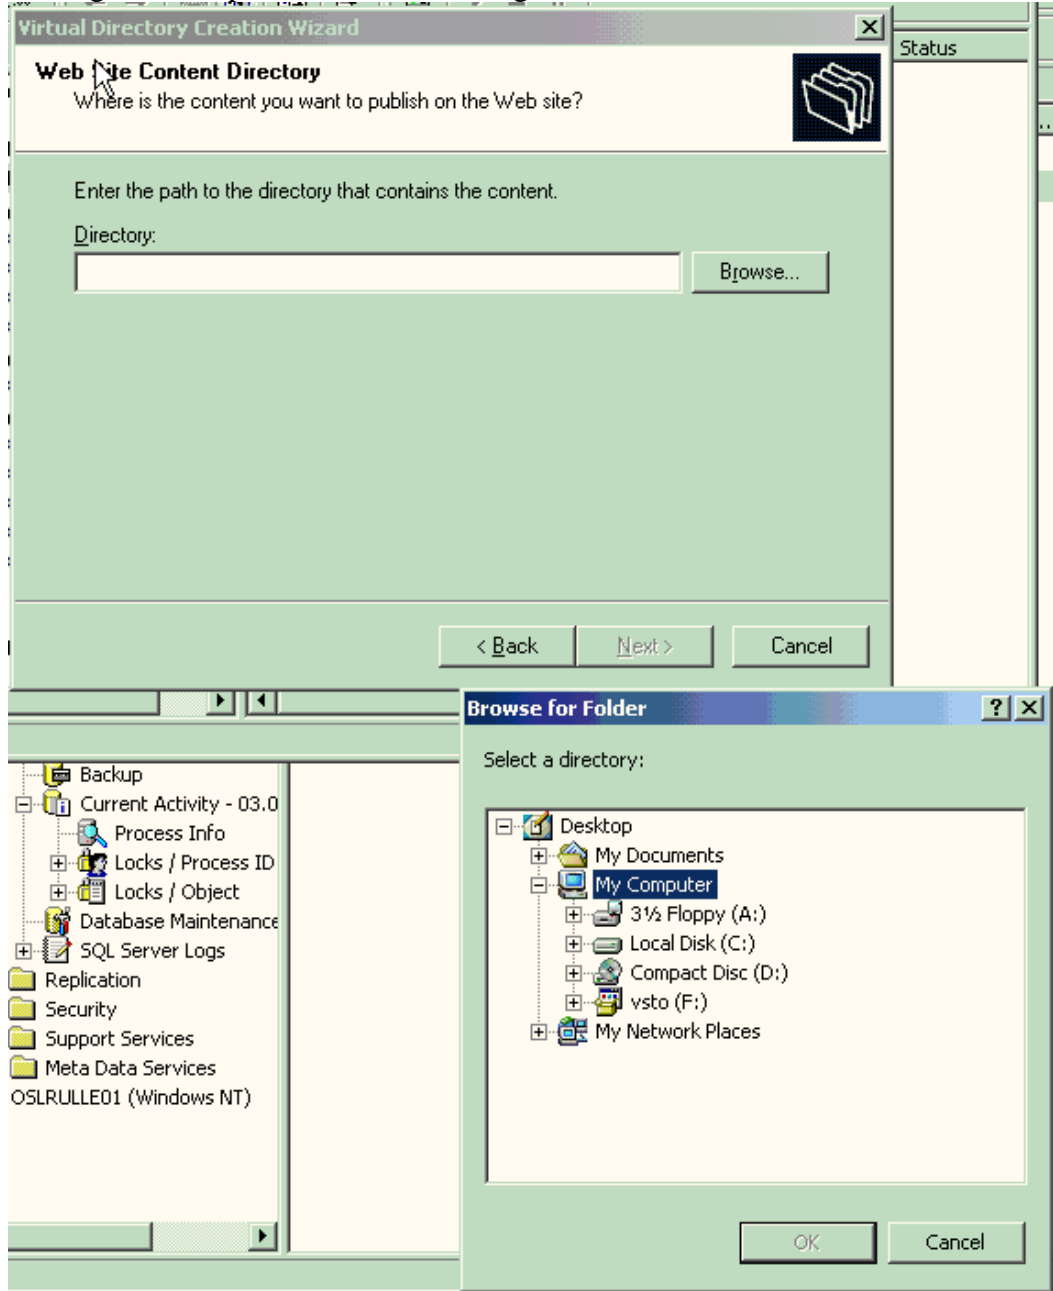 Virtual Directory Creation Wizard
Status
Web Site Content Directory
Where is the content you want to publish on the Web site?
Enter the path to the directory that contains the content.
Directory:
Browse...
< Back
Next >
Cancel
Browse for Folder
Select a directory:
Backup
Current Activity - 03.0
Process Info
Locks / Process ID
Locks / Object
Database Maintenance
SQL Server Logs
Replication
Security
Support Services
Meta Data Services
OSLRULLE01 (Windows NT)
Desktop
My Documents
My Computer
3½ Floppy (A:)
Local Disk (C:)
Compact Disc (D:)
vsto (F:)
My Network Places
OK
Cancel